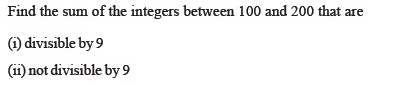 Find the sum of the integers between 100 and 200 that are
(i) divisible by 9
(ii) not divisible by 9